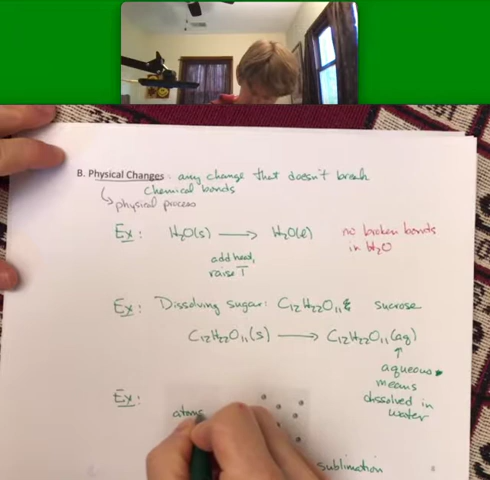 B. Physical Changes: any change that doesn't break
chemical bonds
↳ physical process
Ex: H₂O(s) → H₂O(l) no broken bonds
in H₂O
add heat,
raise T
Ex: Dissolving sugar: C₁₂H₂₂O₁₁ sucrose
C₁₂H₂₂O₁₁(s) → C₁₂H₂₂O₁₁(aq)
↑
aqueous
means
dissolved in
water
Ex:
atoms
sublimation